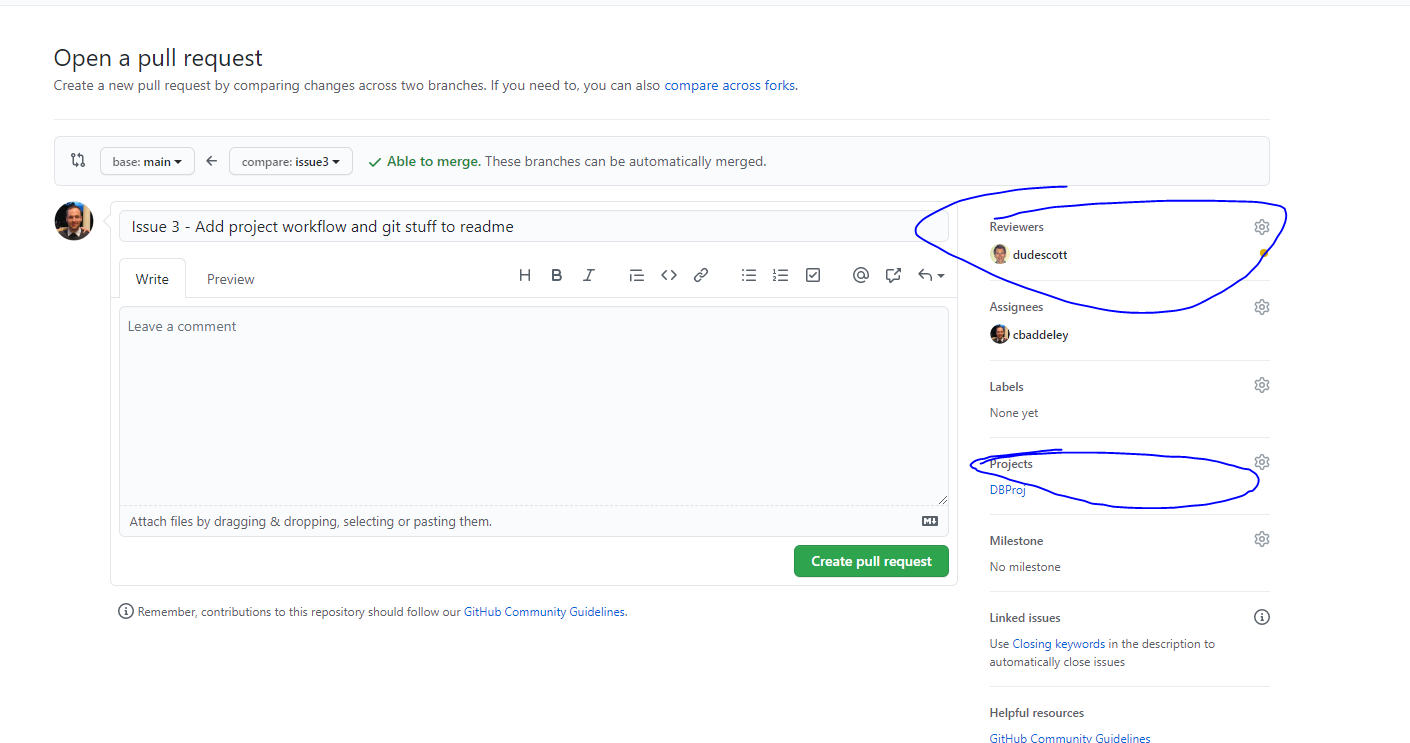 Open a pull request
Create a new pull request by comparing changes across two branches. If you need to, you can also compare across forks.
base: main
compare: issue3
Able to merge. These branches can be automatically merged.
Issue 3 - Add project workflow and git stuff to readme
Write
Preview
H B I
Leave a comment
Attach files by dragging & dropping, selecting or pasting them.
Create pull request
Remember, contributions to this repository should follow our GitHub Community Guidelines.
Reviewers
dudescott
Assignees
cbaddeley
Labels
None yet
Projects
DBProj
Milestone
No milestone
Linked issues
Use Closing keywords in the description to
automatically close issues
Helpful resources
GitHub Community Guidelines